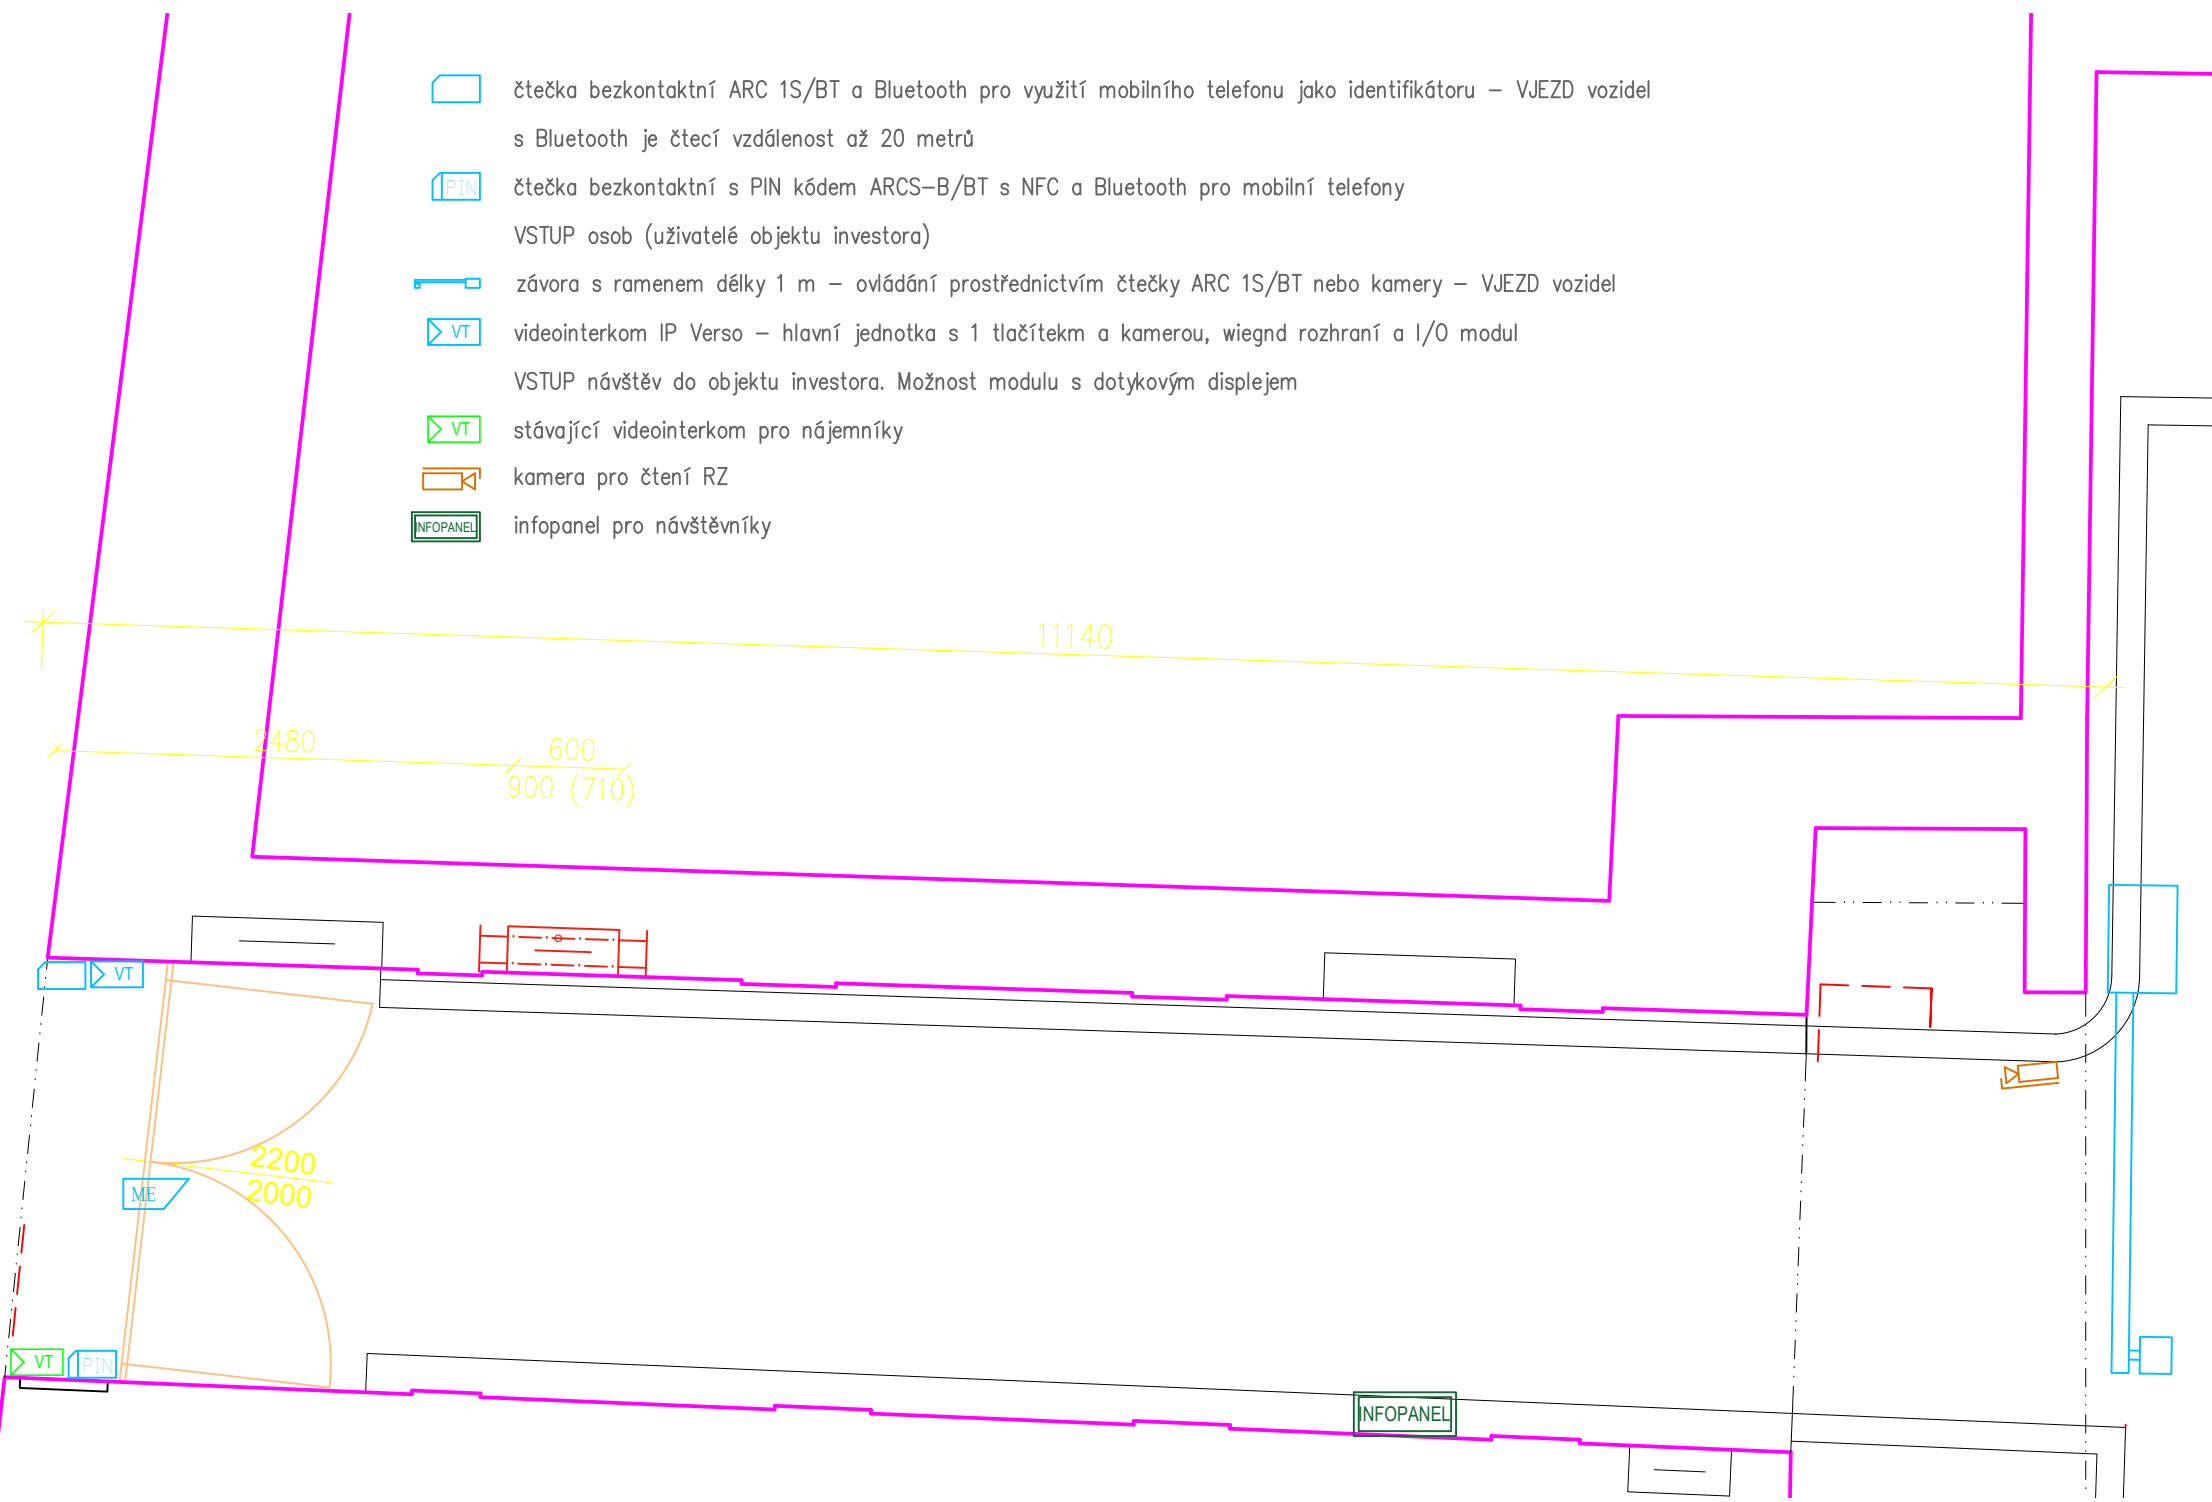 čtečka bezkontaktní ARC 1S/BT a Bluetooth pro využití mobilního telefonu jako identifikátoru – VJEZD vozidel
s Bluetooth je čtecí vzdálenost až 20 metrů
PIN čtečka bezkontaktní s PIN kódem ARCS–B/BT s NFC a Bluetooth pro mobilní telefony
VSTUP osob (uživatelé objektu investora)
závora s ramenem délky 1 m – ovládání prostřednictvím čtečky ARC 1S/BT nebo kamery – VJEZD vozidel
VT videointerkom IP Verso – hlavní jednotka s 1 tlačítekm a kamerou, wiegnd rozhraní a I/O modul
VSTUP návštěv do objektu investora. Možnost modulu s dotykovým displejem
VT stávající videointerkom pro nájemníky
kamera pro čtení RZ
INFOPANEL infopanel pro návštěvníky
11140
2480
600
900 (710)
VT
2200
2000
ME
VT
PIN
INFOPANEL